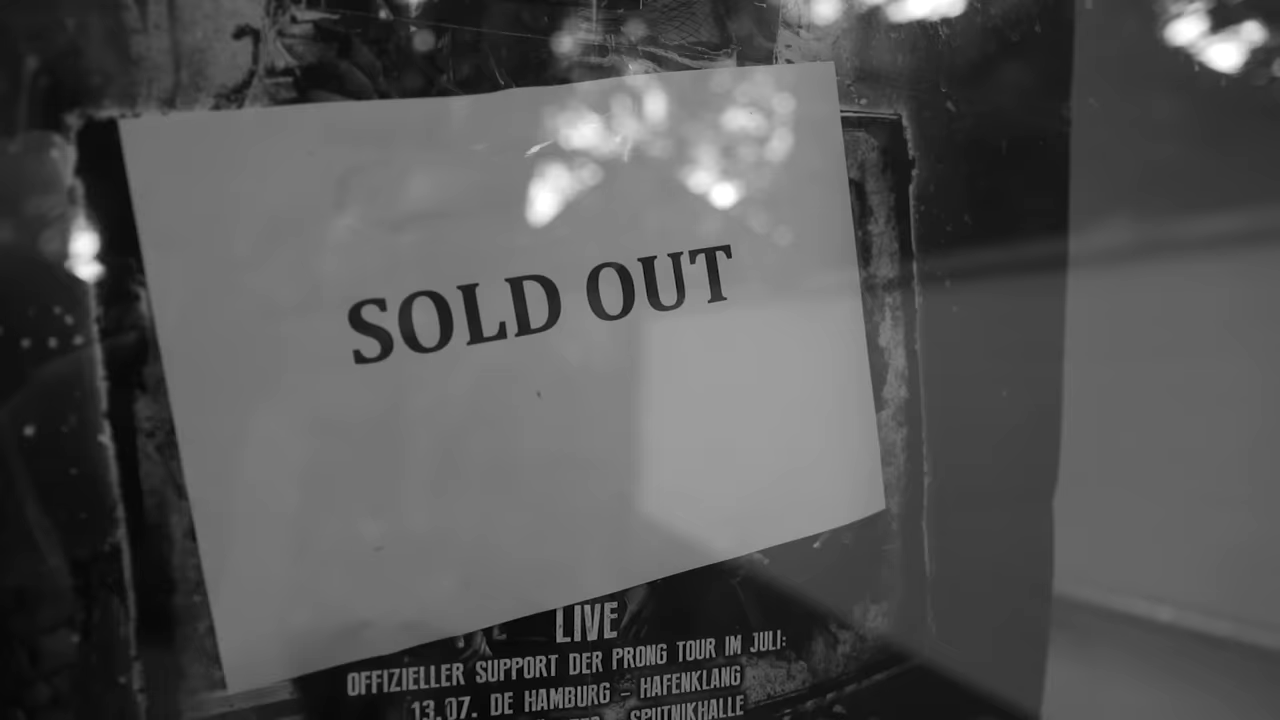 SOLD OUT
LIVE
OFFIZIELLER SUPPORT DER PRONG TOUR IM JULI:
13.07. DE HAMBURG – HAFENKLANG
– SPUTNIKHALLE